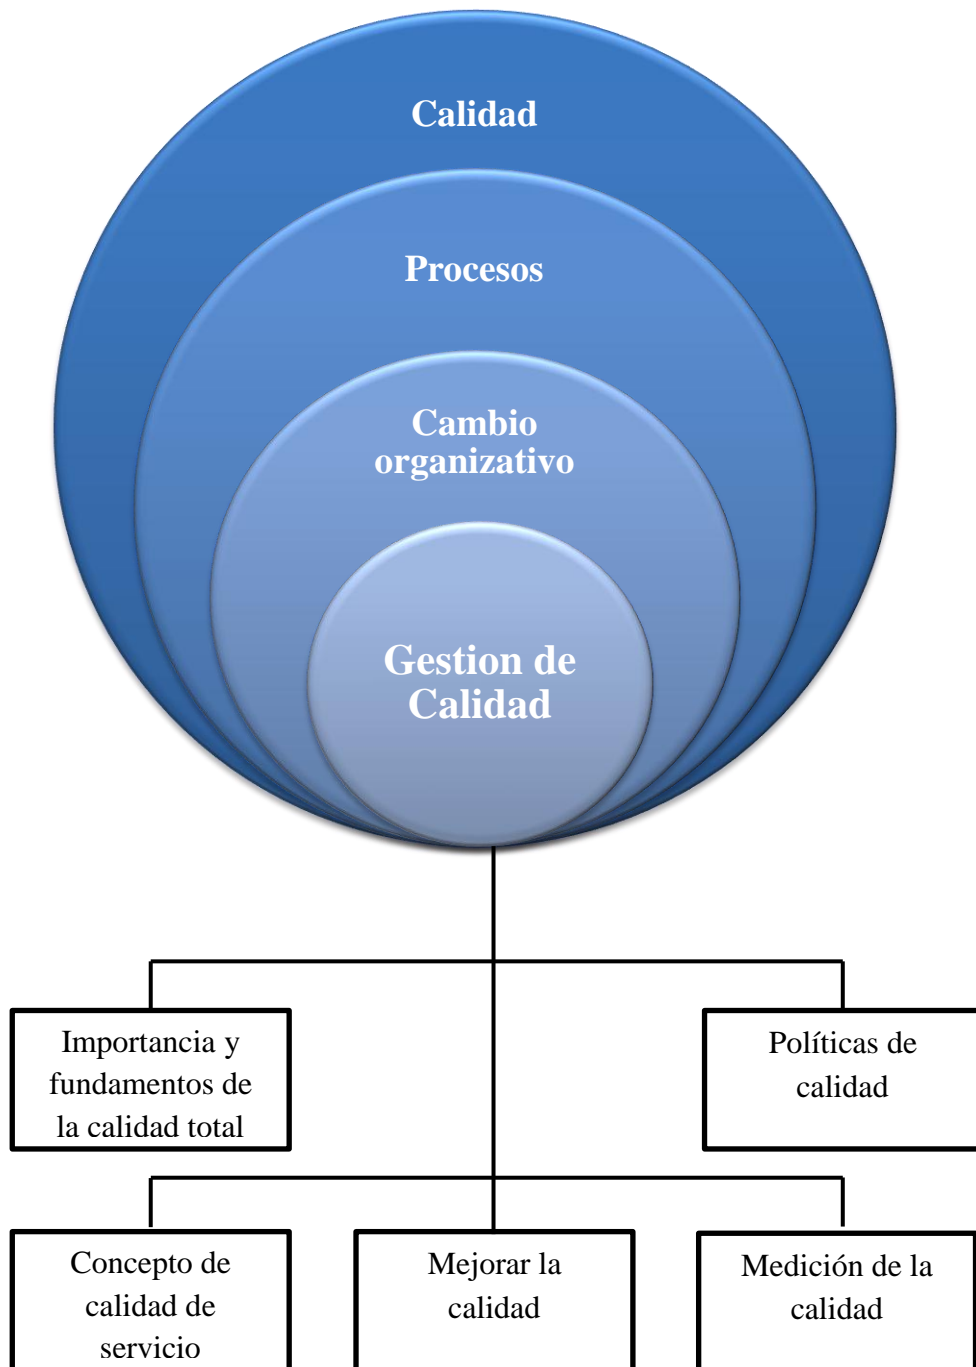 Calidad
Procesos
Cambio
organizativo
Gestion de
Calidad
Importancia y
fundamentos de
la calidad total
Políticas de
calidad
Concepto de
calidad de
servicio
Mejorar la
calidad
Medición de la
calidad